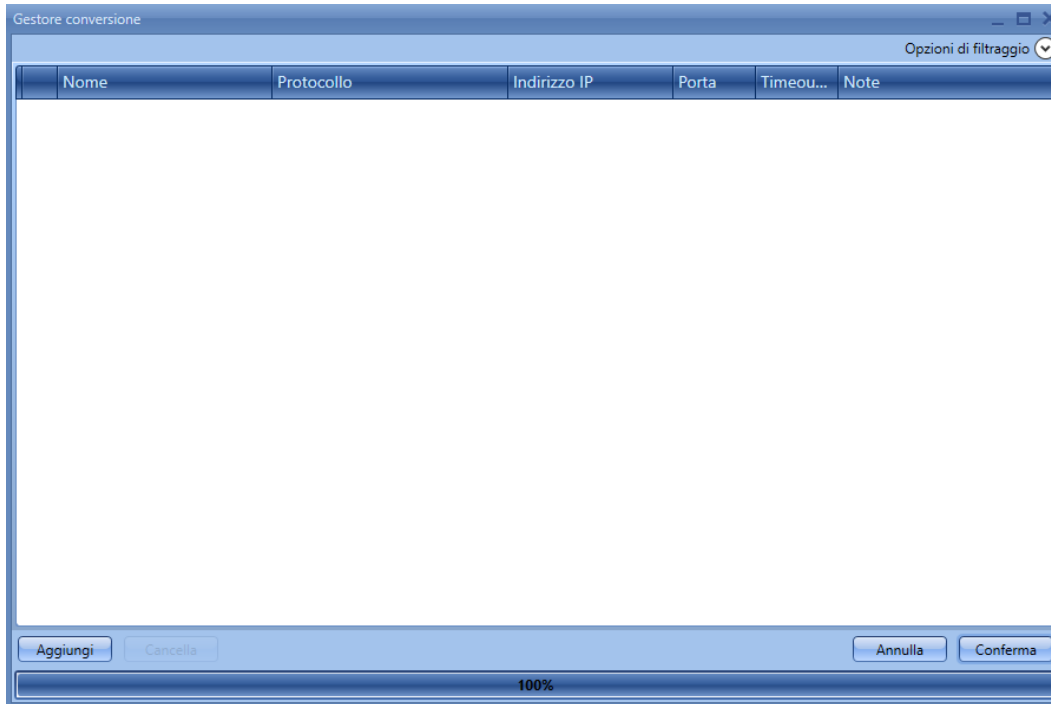 Gestore conversione
Opzioni di filtraggio
Nome Protocollo Indirizzo IP Porta Timeou... Note
Aggiungi Cancella Annulla Conferma
100%